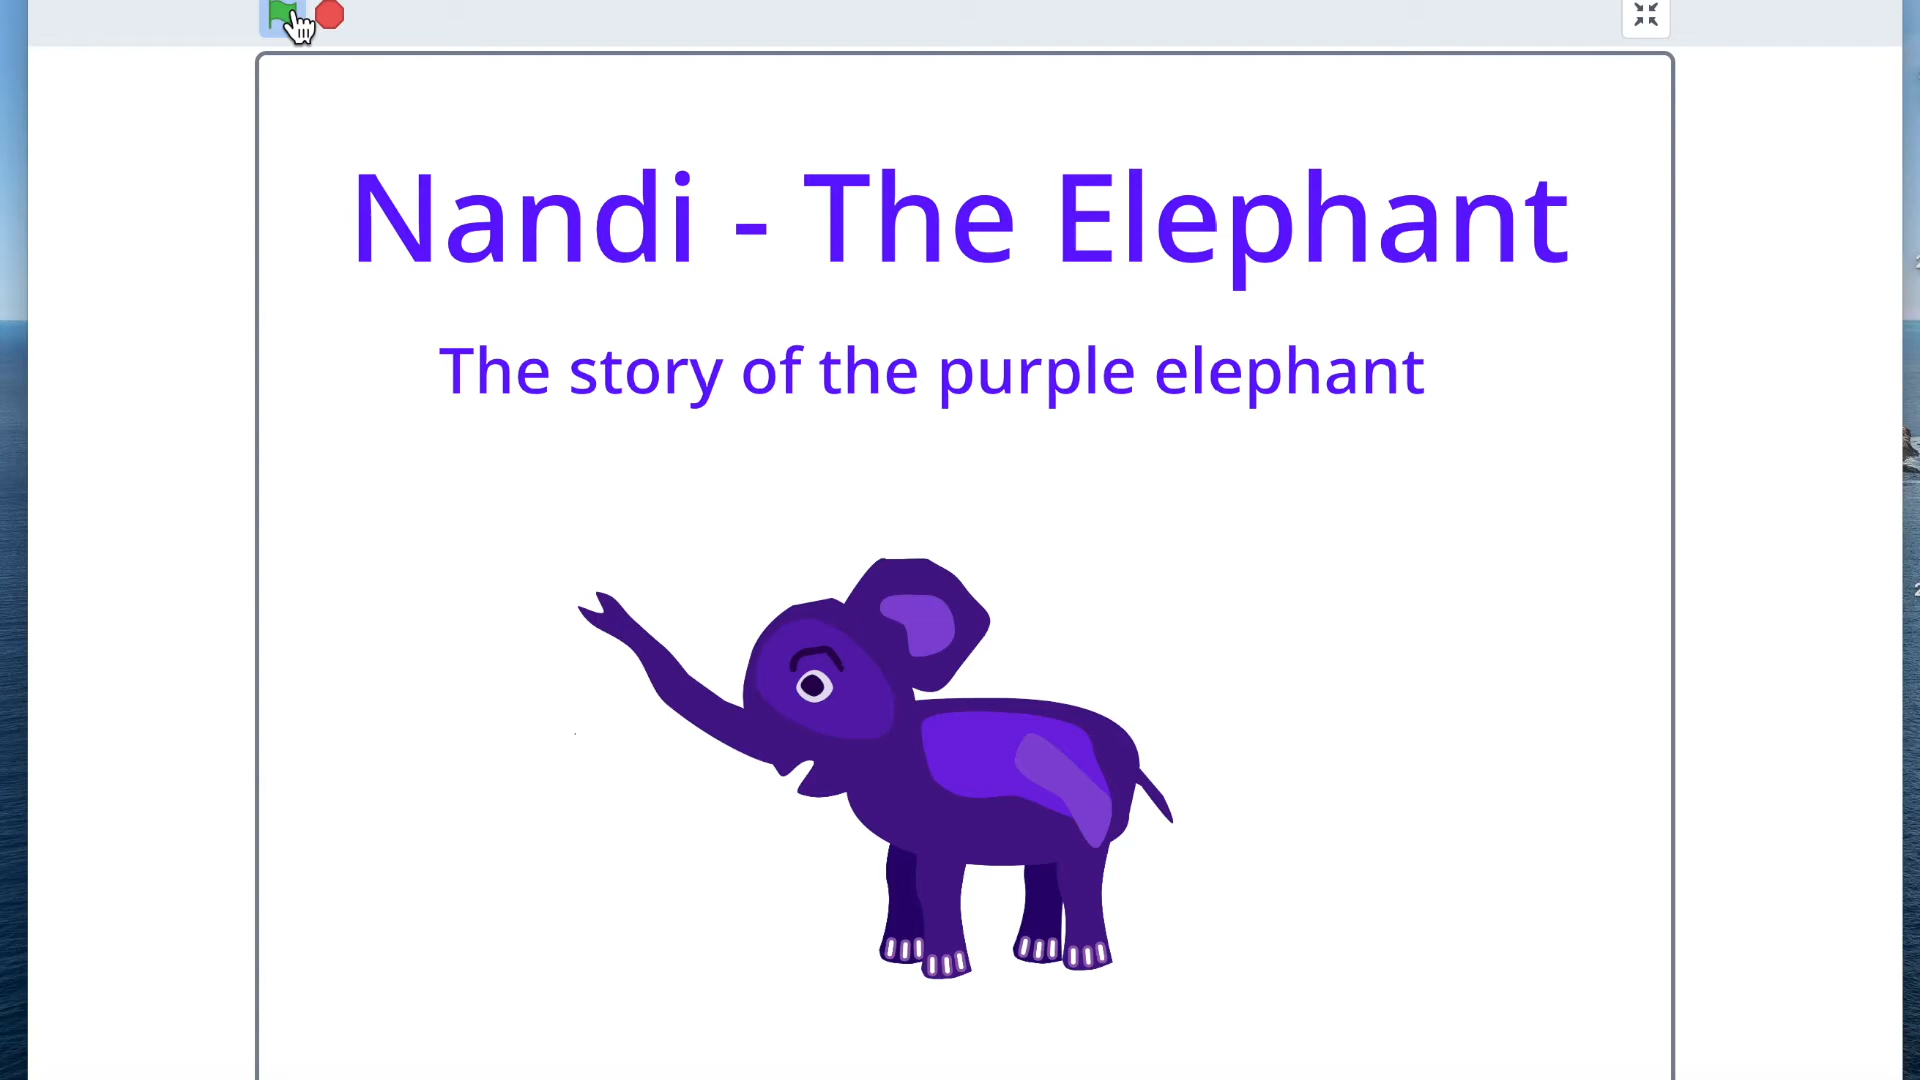 Nandi - The Elephant
The story of the purple elephant